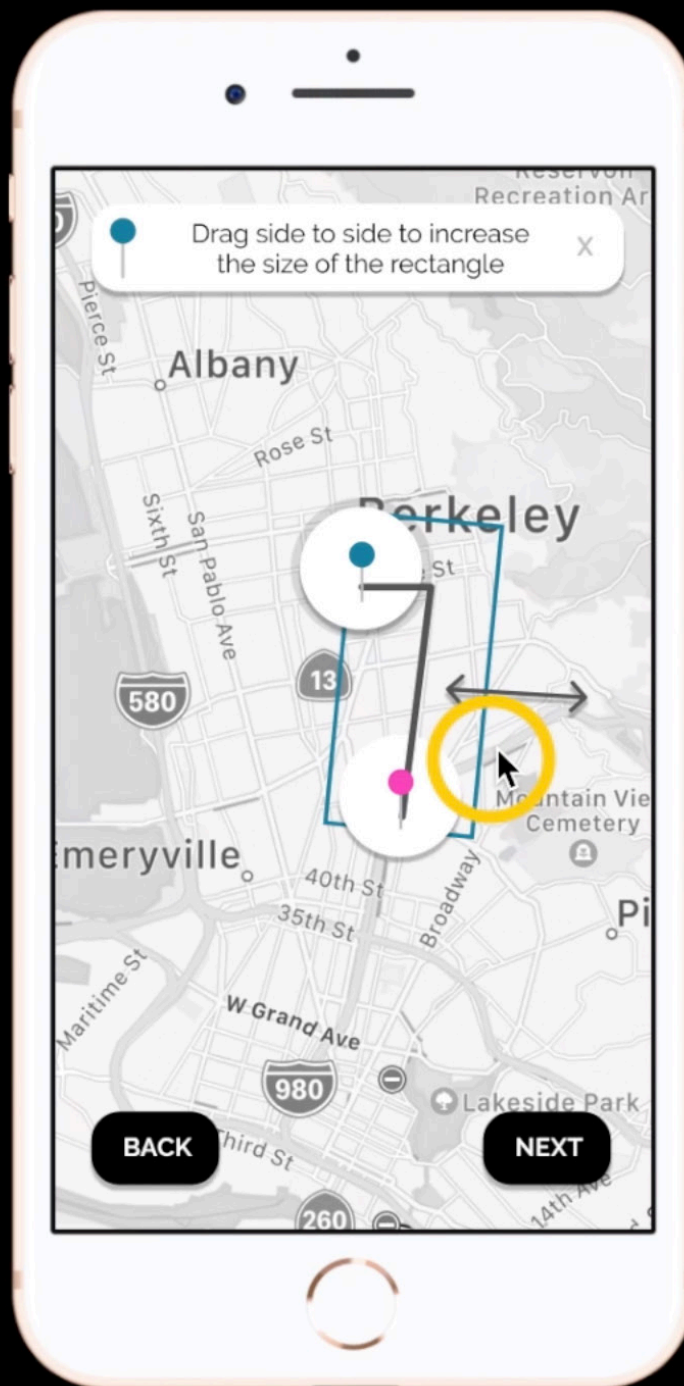 Recreation Ar
Drag side to side to increase
the size of the rectangle
X
Pierce St
Albany
Rose St
Sixth St
San Pablo Ave
Berkeley
St
13
580
Mountain Vie
Cemetery
Emeryville
40th St
Broadway
35th St
Pi
Maritime St
W Grand Ave
980
Lakeside Park
BACK
Third St
NEXT
14th Ave
260